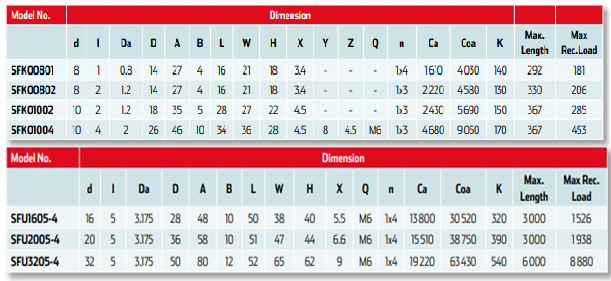 Model No. Dimension
d I Da D A B L W H X Y Z Q n Ca Coa K Max. Length Max Rec.Load
SFK00801 8 1 0.8 14 27 4 16 21 18 3.4 - - - 1x4 1610 4030 140 292 181
SFK00802 8 2 1.2 14 27 4 16 21 18 3.4 - - - 1x3 2220 4580 130 330 206
SFK01002 10 2 1.2 18 35 5 28 27 22 4.5 - - - 1x3 2430 5690 150 367 285
SFK01004 10 4 2 26 46 10 34 36 28 4.5 8 4.5 M6 1x3 4680 9050 170 367 453
Model No. Dimension
d I Da D A B L W H X Q n Ca Coa K Max. Length Max Rec. Load
SFU1605-4 16 5 3.175 28 48 10 50 38 40 5.5 M6 1x4 13800 30520 320 3000 1526
SFU2005-4 20 5 3.175 36 58 10 51 47 44 6.6 M6 1x4 15510 38750 390 3000 1938
SFU3205-4 32 5 3.175 50 80 12 52 65 62 9 M6 1x4 19220 63430 540 6000 8880